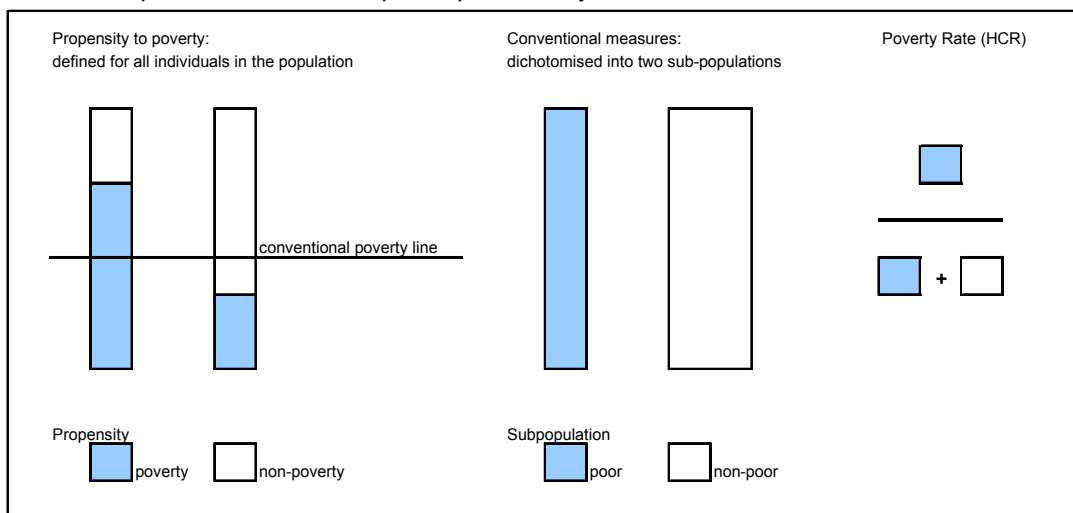 Propensity to poverty:
defined for all individuals in the population
Conventional measures:
dichotomised into two sub-populations
Poverty Rate (HCR)
conventional poverty line
+
Propensity
poverty
non-poverty
Subpopulation
poor
non-poor